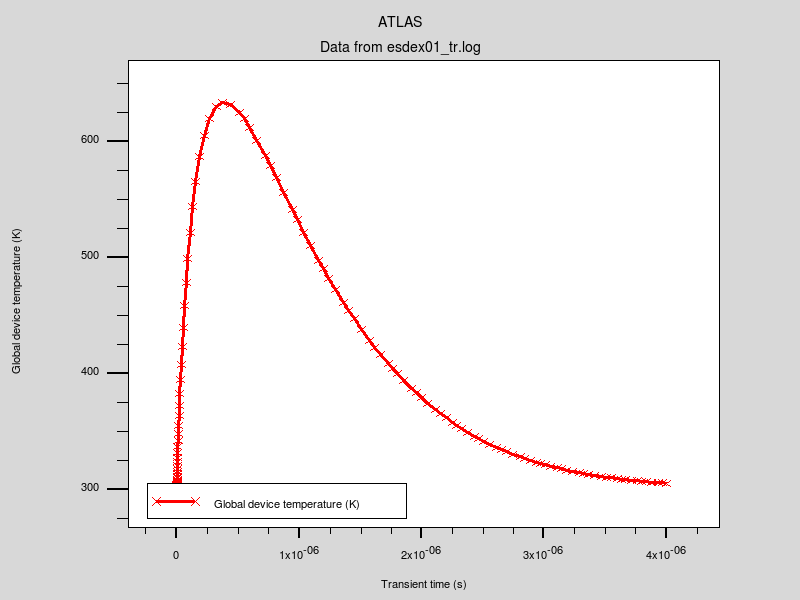 ATLAS
Data from esdex01_tr.log
Global device temperature (K)
600
500
400
300
Global device temperature (K)
0
1x10⁻⁰⁶
2x10⁻⁰⁶
3x10⁻⁰⁶
4x10⁻⁰⁶
Transient time (s)